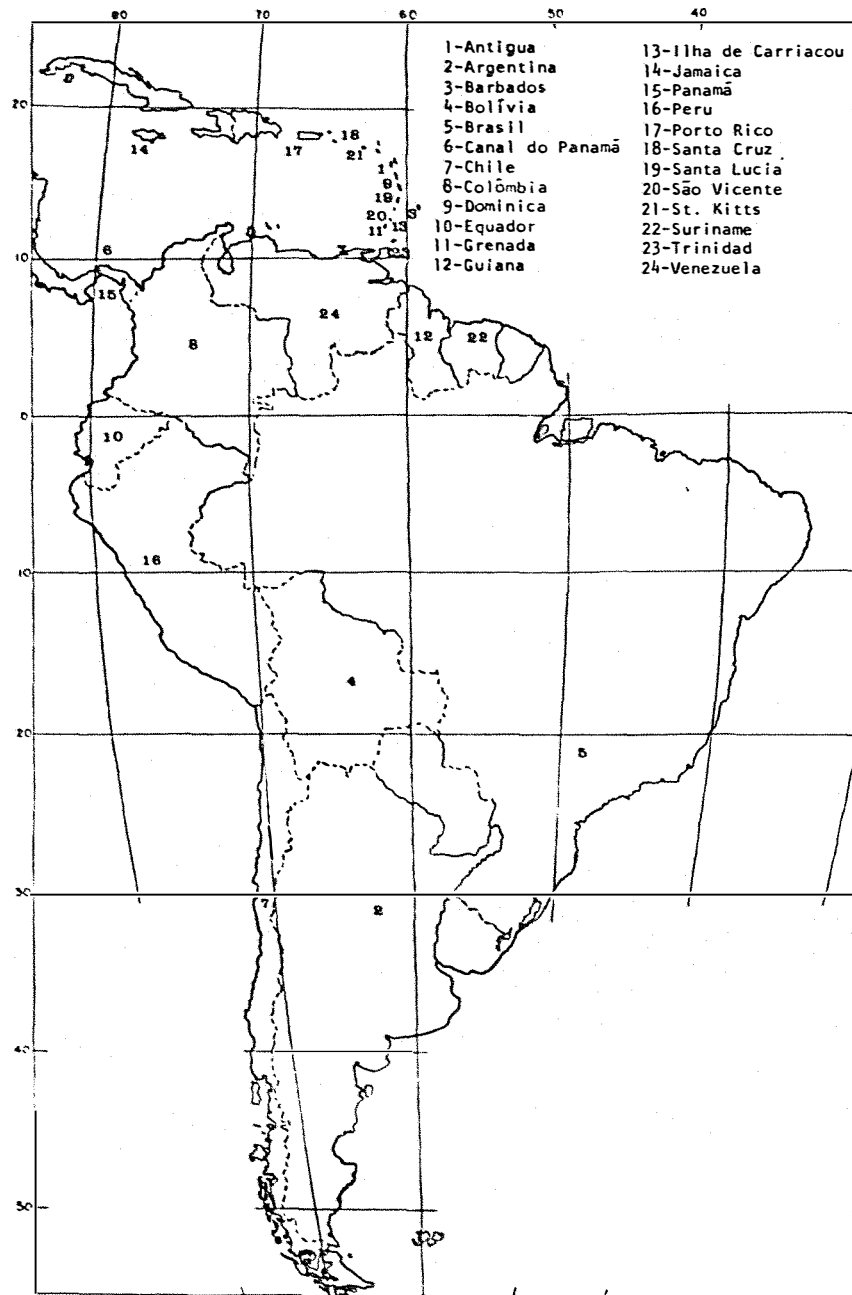 80 70 60 50 40
1-Antigua
2-Argentina
3-Barbados
4-Bolívia
5-Brasil
6-Canal do Panamã
7-Chile
8-Colômbia
9-Dominica
10-Equador
11-Grenada
12-Guiana
13-Ilha de Carriacou
14-Jamaica
15-Panamã
16-Peru
17-Porto Rico
18-Santa Cruz
19-Santa Lucia
20-São Vicente
21-St. Kitts
22-Suriname
23-Trinidad
24-Venezuela
20
14
17
18
21
1
9
19
20
3
11
13
6
10
23
15
24
8
12
22
0
10
16
10
4
20
5
30
7
2
40
50